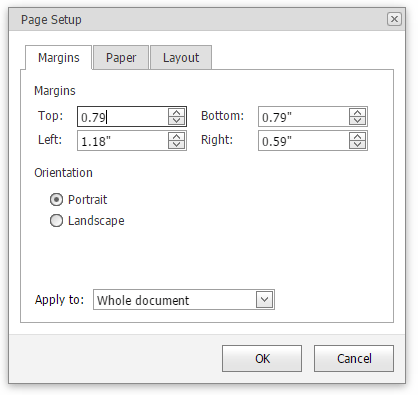 Page Setup
Margins Paper Layout
Margins
Top: 0.79 Bottom: 0.79"
Left: 1.18" Right: 0.59"
Orientation
Portrait
Landscape
Apply to: Whole document
OK Cancel